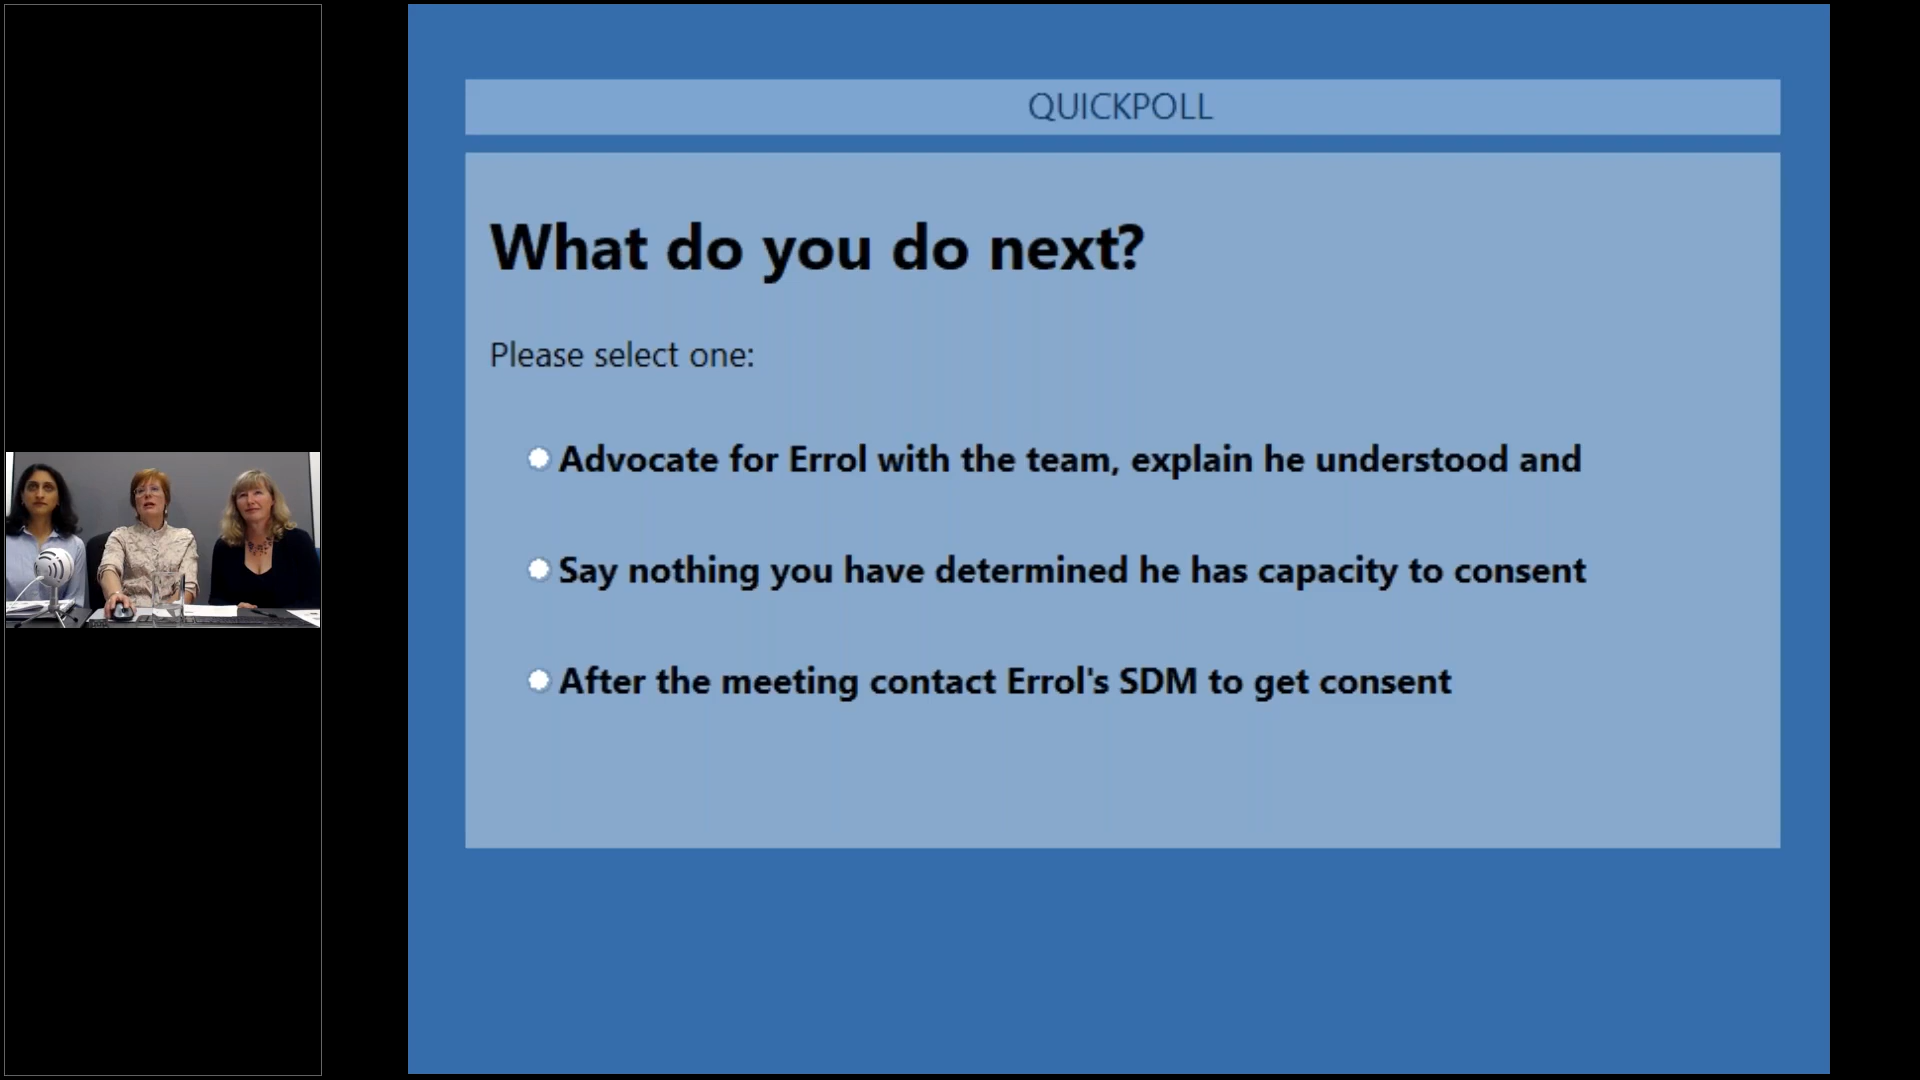 QUICKPOLL
What do you do next?
Please select one:
Advocate for Errol with the team, explain he understood and
Say nothing you have determined he has capacity to consent
After the meeting contact Errol's SDM to get consent